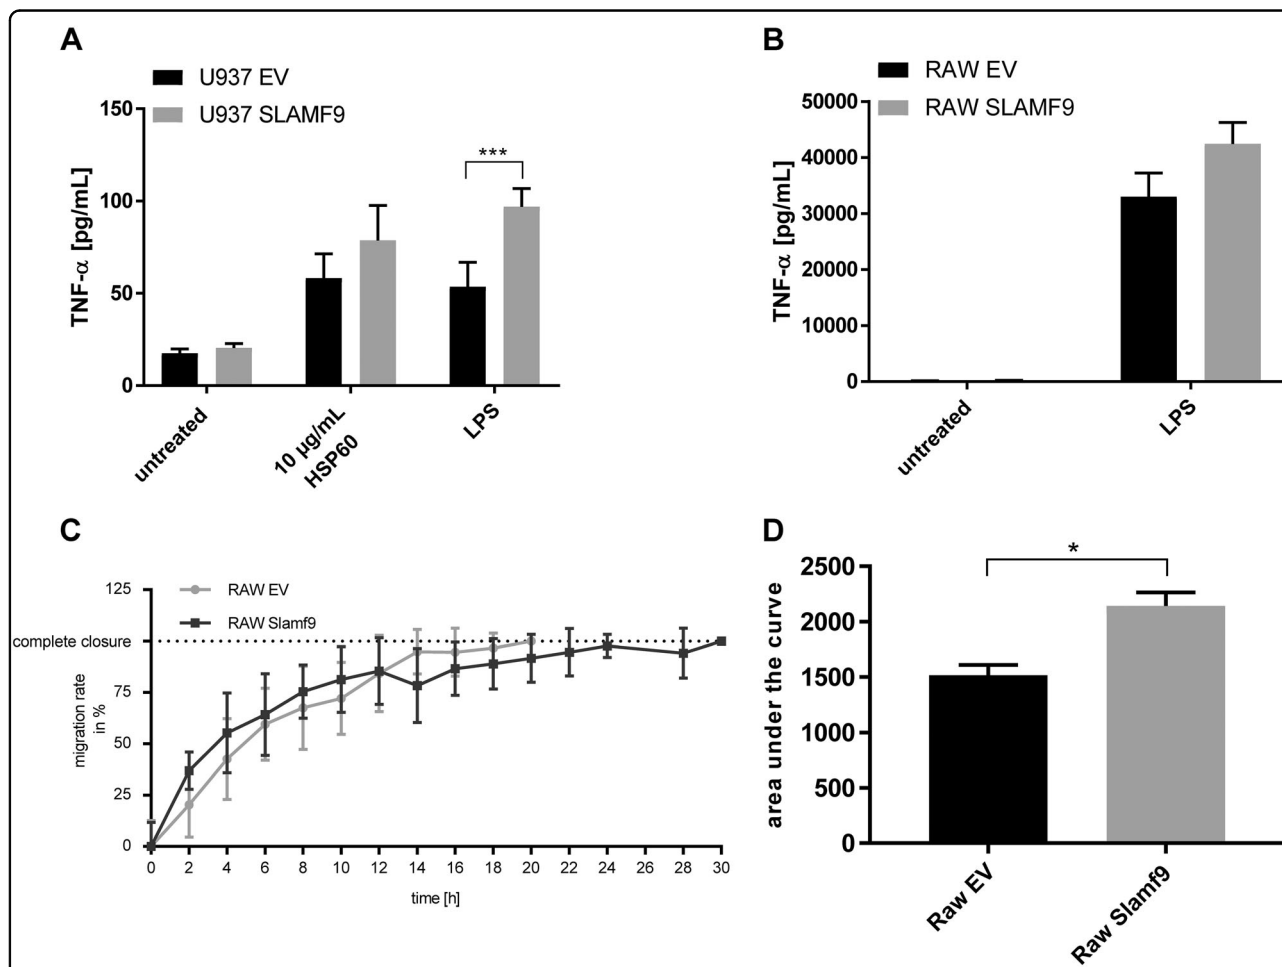 A
U937 EV
U937 SLAMF9
150
100
50
0
TNF-α [pg/mL]
***
untreated
10 µg/mL
HSP60
LPS
B
RAW EV
RAW SLAMF9
50000
40000
30000
20000
10000
0
TNF-α [pg/mL]
untreated
LPS
C
RAW EV
RAW Slamf9
125
complete closure
75
50
25
0
migration rate
in %
0 2 4 6 8 10 12 14 16 18 20 22 24 26 28 30
time [h]
D
*
2500
2000
1500
1000
500
0
area under the curve
Raw EV
Raw Slamf9